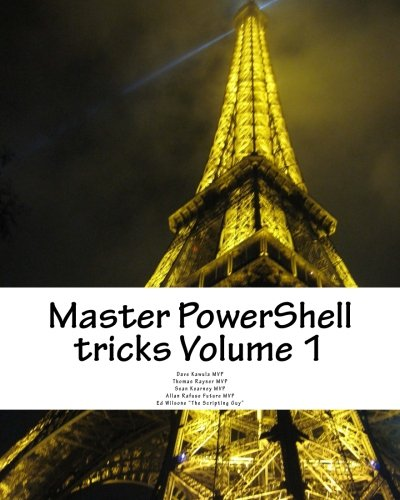 Master PowerShell
tricks Volume 1
Dave Kawula MVP
Thomas Rayner MVP
Sean Kearney MVP
Allan Rafuse Future MVP
Ed Wilsone "The Scripting Guy"